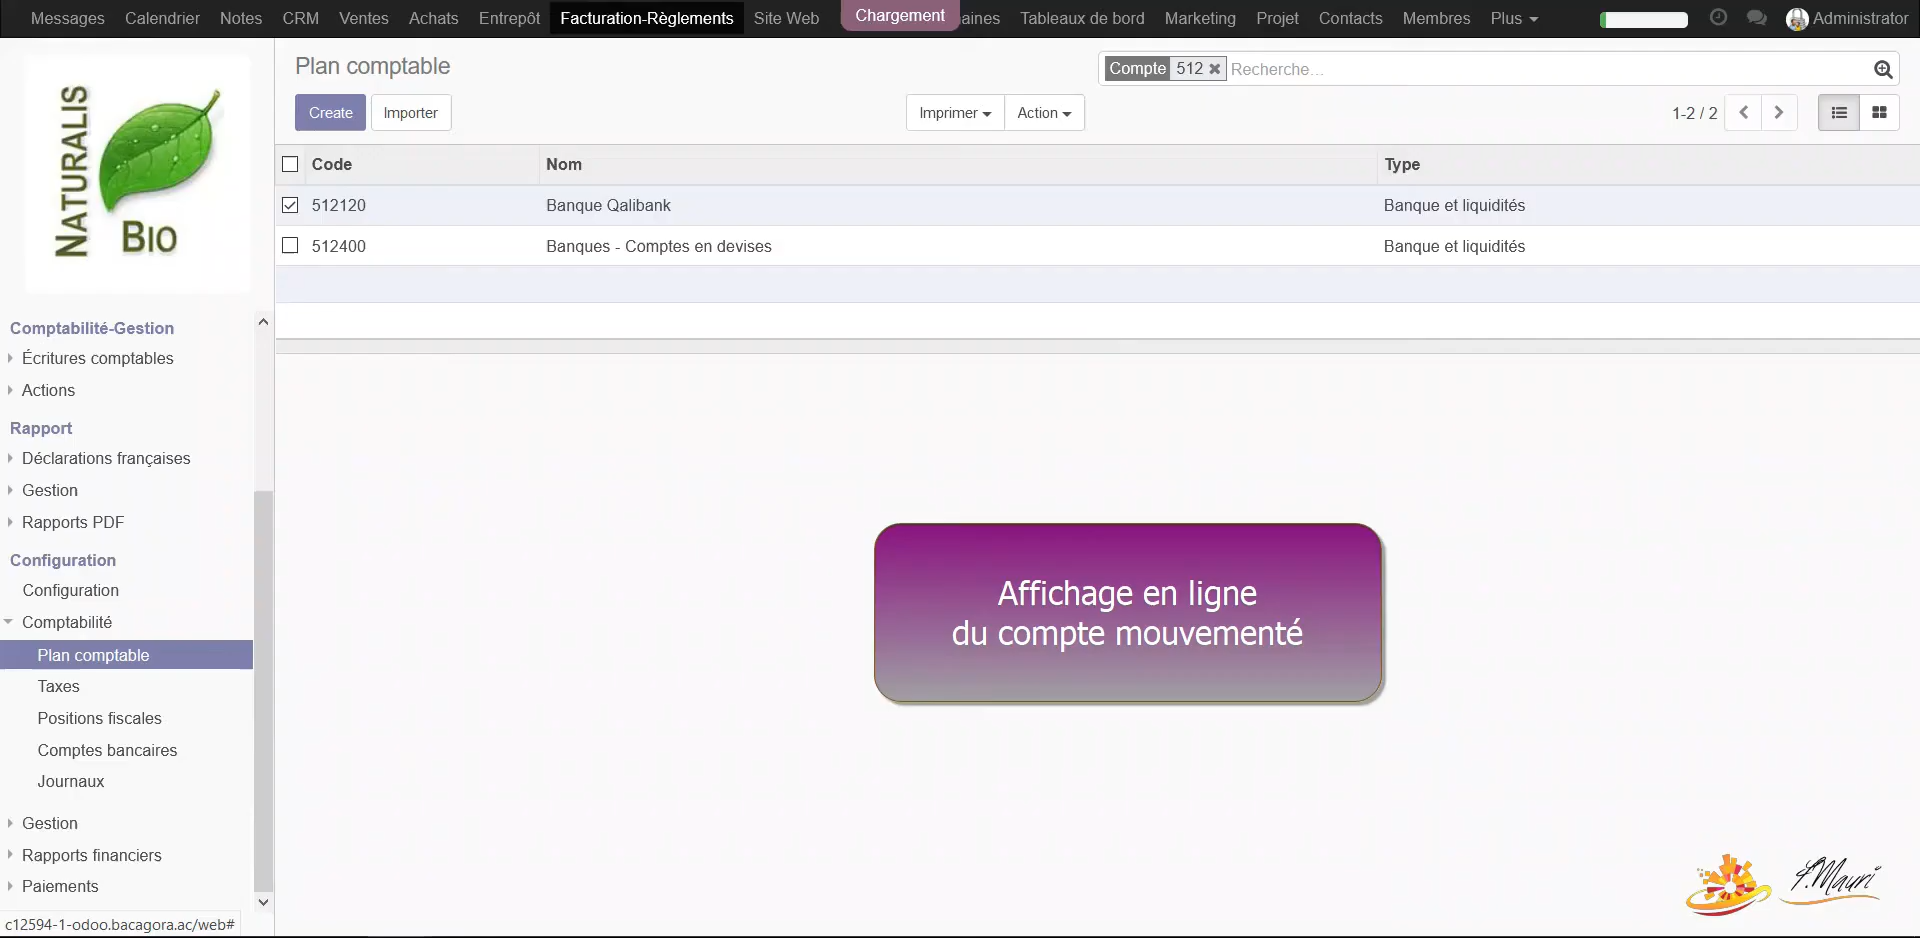 Messages Calendrier Notes CRM Ventes Achats Entrepôt Facturation-Règlements Site Web Chargement aines Tableaux de bord Marketing Projet Contacts Membres Plus Administrator
NATURALIS
BIO
Plan comptable
Compte 512 Recherche...
Create Importer
Imprimer Action
1-2 / 2
Code Nom Type
512120 Banque Qalibank Banque et liquidités
512400 Banques - Comptes en devises Banque et liquidités
Comptabilité-Gestion
Écritures comptables
Actions
Rapport
Déclarations françaises
Gestion
Rapports PDF
Configuration
Configuration
Comptabilité
Plan comptable
Taxes
Positions fiscales
Comptes bancaires
Journaux
Gestion
Rapports financiers
Paiements
c12594-1-odoo.bacagora.ac/web#
Affichage en ligne
du compte mouvementé
F.Mauri